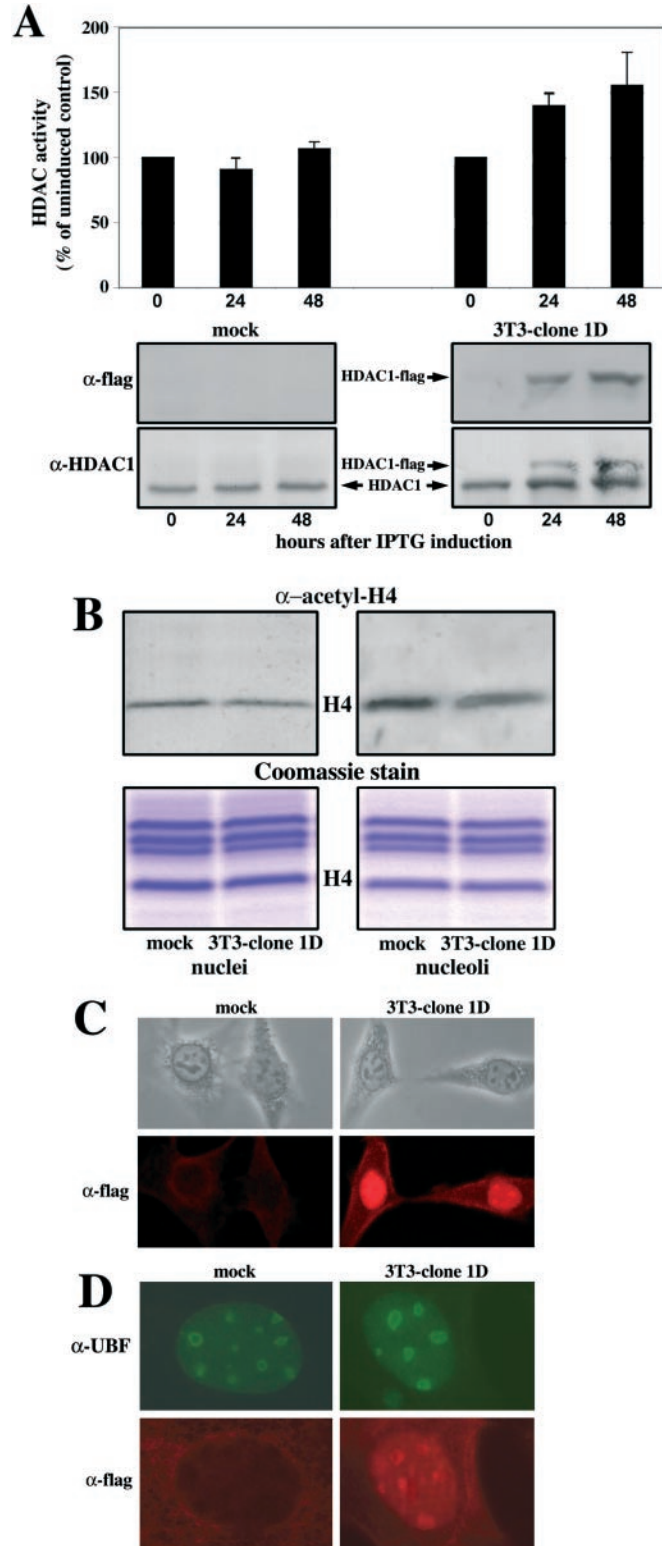 A
HDAC activity
(% of uninduced control)
200
150
100
50
0
0 24 48 0 24 48
mock 3T3-clone 1D
α-flag HDAC1-flag
α-HDAC1 HDAC1-flag
HDAC1
0 24 48 0 24 48
hours after IPTG induction
B
α–acetyl-H4
H4
Coomassie stain
H4
mock 3T3-clone 1D mock 3T3-clone 1D
nuclei nucleoli
C
mock 3T3-clone 1D
α-flag
D
mock 3T3-clone 1D
α-UBF
α-flag